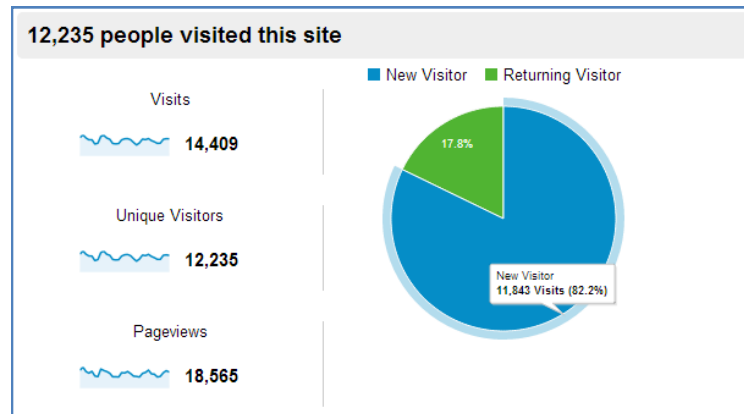 12,235 people visited this site
New Visitor Returning Visitor
Visits
14,409
Unique Visitors
12,235
Pageviews
18,565
17.8%
New Visitor
11,843 Visits (82.2%)